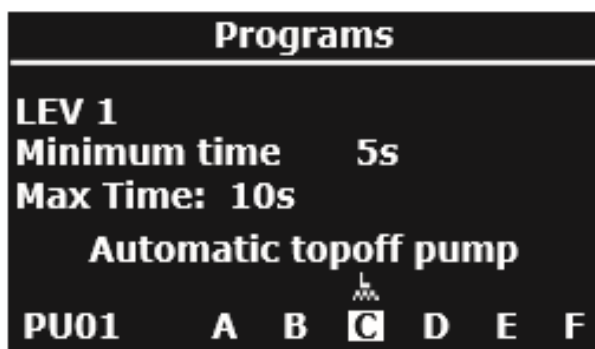 Programs
LEV 1
Minimum time 5s
Max Time: 10s
Automatic topoff pump
L
PU01 A B C D E F